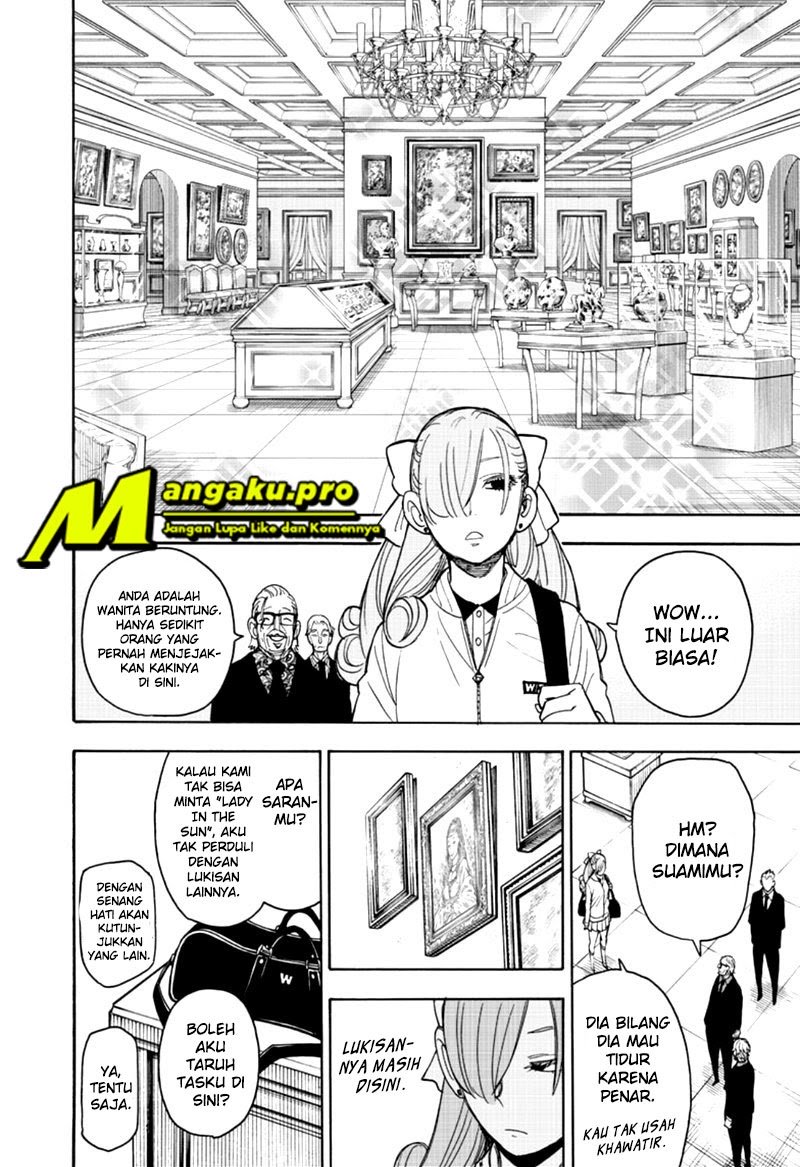 Mangaku.pro
Jangan Lupa Like dan Komennya
WOW...
INI LUAR
BIASA!
ANDA ADALAH
WANITA BERUNTUNG.
HANYA SEDIKIT
ORANG YANG
PERNAH MENJEJAK-
KAN KAKINYA
DI SINI.
W
HM?
DIMANA
SUAMIMU?
DIA BILANG
DIA MAU
TIDUR
KARENA
PENAR.
KAU TAK USAH
KHAWATIR.
LUKISAN-
NYA MASIH
DISINI.
APA
SARAN-
MU?
KALAU KAMI
TAK BISA
MINTA "LADY
IN THE
SUN", AKU
TAK PERDULI
DENGAN
LUKISAN
LAINNYA.
DENGAN
SENANG
HATI AKAN
KUTUN-
JUKKAN
YANG LAIN.
W
BOLEH
AKU
TARUH
TASKU DI
SINI?
YA,
TENTU
SAJA.